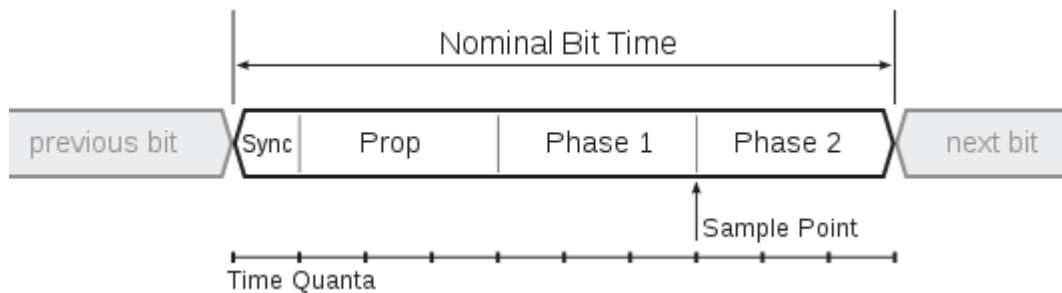 Nominal Bit Time
previous bit Sync Prop Phase 1 Phase 2 next bit
Sample Point
Time Quanta